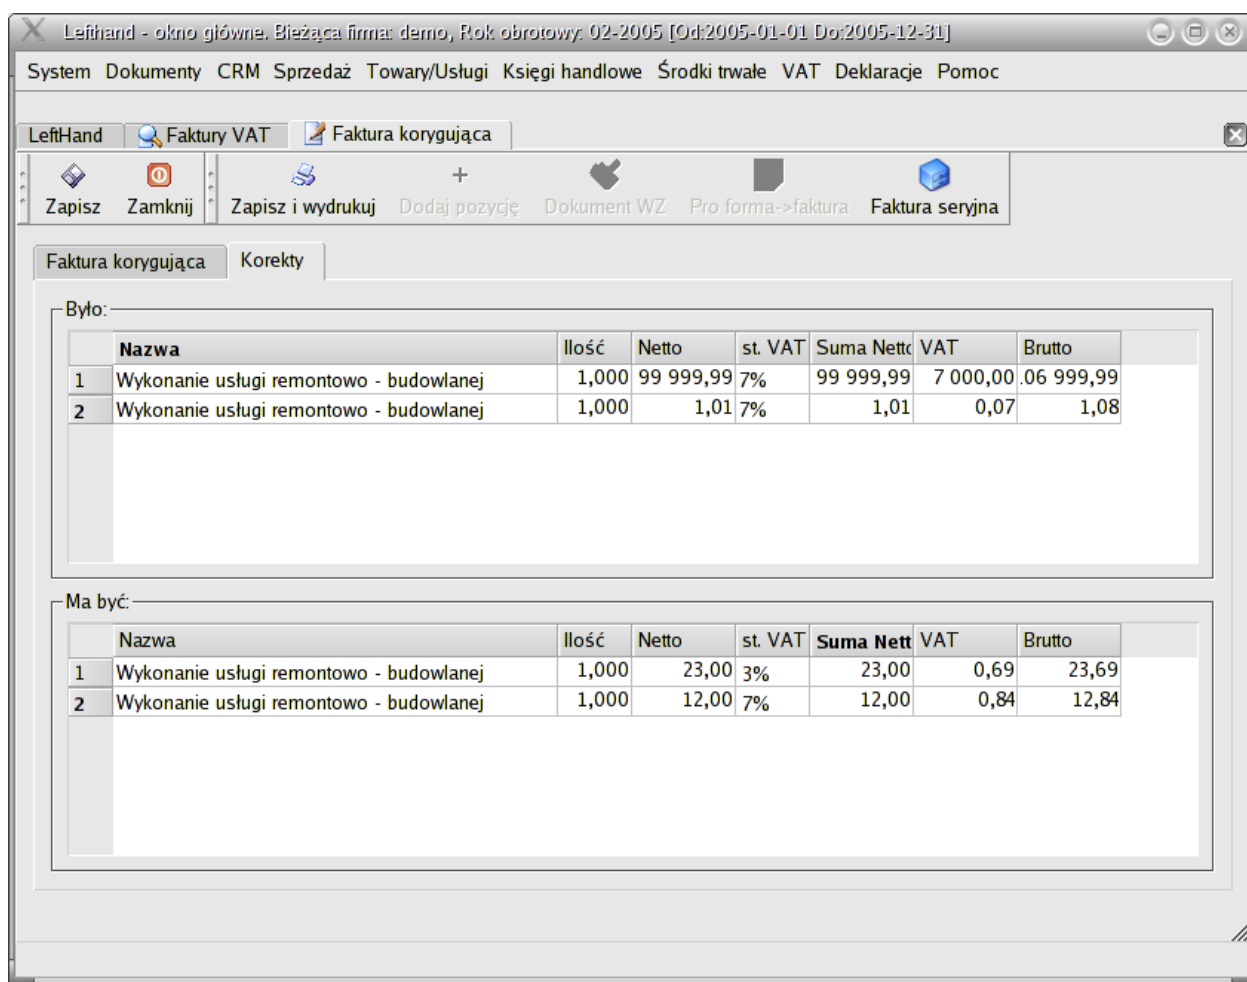 Lefthand - okno główne. Bieżąca firma: demo, Rok obrotowy: 02-2005 [Od:2005-01-01 Do:2005-12-31]
System Dokumenty CRM Sprzedaż Towary/Usługi Księgi handlowe Środki trwałe VAT Deklaracje Pomoc
LeftHand Faktury VAT Faktura korygująca
Zapisz Zamknij Zapisz i wydrukuj Dodaj pozycję Dokument WZ Pro forma->faktura Faktura seryjna
Faktura korygująca Korekty
Było:
Nazwa Ilość Netto st. VAT Suma Nettc VAT Brutto
1 Wykonanie usługi remontowo - budowlanej 1,000 99 999,99 7% 99 999,99 7 000,00 .06 999,99
2 Wykonanie usługi remontowo - budowlanej 1,000 1,01 7% 1,01 0,07 1,08
Ma być:
Nazwa Ilość Netto st. VAT Suma Nett VAT Brutto
1 Wykonanie usługi remontowo - budowlanej 1,000 23,00 3% 23,00 0,69 23,69
2 Wykonanie usługi remontowo - budowlanej 1,000 12,00 7% 12,00 0,84 12,84